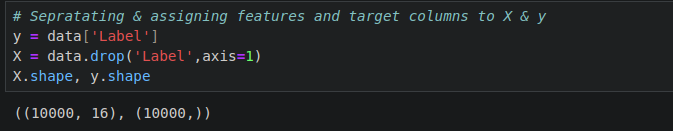 # Sepratating & assigning features and target columns to X & y
y = data['Label']
X = data.drop('Label',axis=1)
X.shape, y.shape
((10000, 16), (10000,))